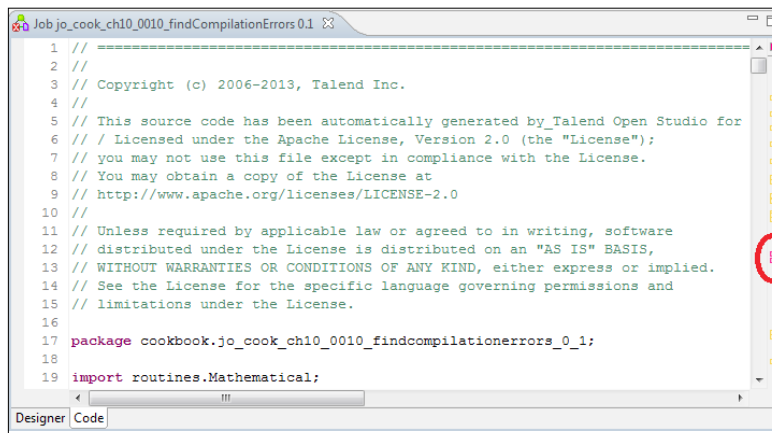 Job jo_cook_ch10_0010_findCompilationErrors 0.1
1 // ================================================================================
2 //
3 // Copyright (c) 2006-2013, Talend Inc.
4 //
5 // This source code has been automatically generated by_Talend Open Studio for
6 // / Licensed under the Apache License, Version 2.0 (the "License");
7 // you may not use this file except in compliance with the License.
8 // You may obtain a copy of the License at
9 // http://www.apache.org/licenses/LICENSE-2.0
10 //
11 // Unless required by applicable law or agreed to in writing, software
12 // distributed under the License is distributed on an "AS IS" BASIS,
13 // WITHOUT WARRANTIES OR CONDITIONS OF ANY KIND, either express or implied.
14 // See the License for the specific language governing permissions and
15 // limitations under the License.
16
17 package cookbook.jo_cook_ch10_0010_findcompilationerrors_0_1;
18
19 import routines.Mathematical;
Designer Code